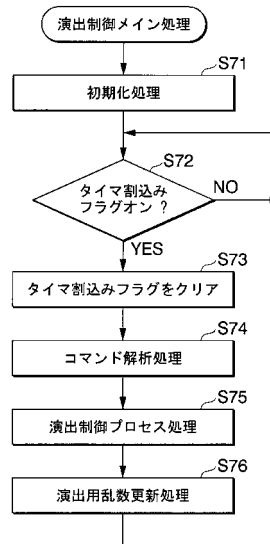 演出制御メイン処理
S71
初期化処理
S72
タイマ割込み
フラグオン ?
NO
YES
S73
タイマ割込みフラグをクリア
S74
コマンド解析処理
S75
演出制御プロセス処理
S76
演出用乱数更新処理